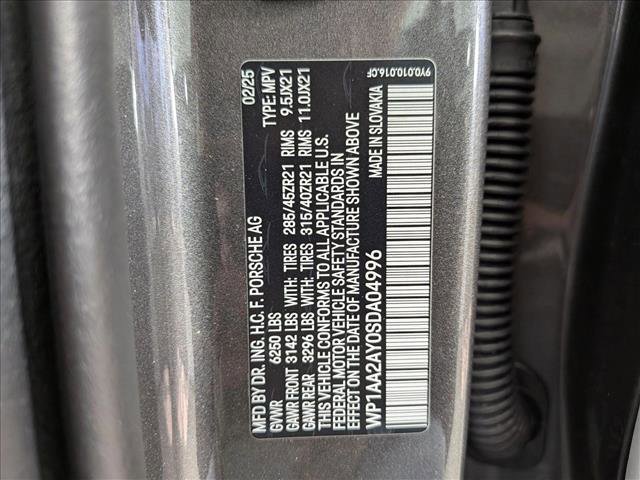 MFD BY DR. ING. H.C. F. PORSCHE AG 02/25
GVWR 6250 LBS TYPE: MPV
GAWR FRONT 3142 LBS WITH: TIRES 285/45ZR21 RIMS 9.5JX21
GAWR REAR 3296 LBS WITH: TIRES 315/40ZR21 RIMS 11.0JX21
THIS VEHICLE CONFORMS TO ALL APPLICABLE U.S.
FEDERAL MOTOR VEHICLE SAFETY STANDARDS IN
EFFECT ON THE DATE OF MANUFACTURE SHOWN ABOVE
WP1AA2AY0SDA04996 MADE IN SLOVAKIA
9Y0.010.016.CF